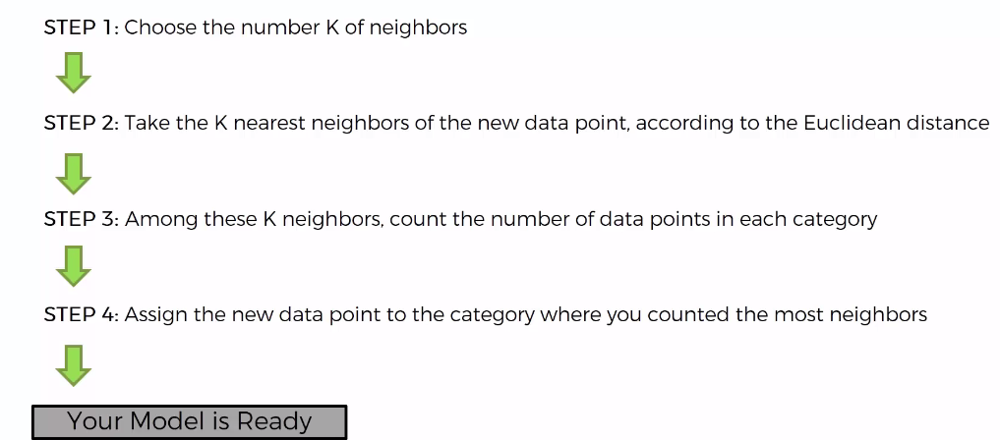 STEP 1: Choose the number K of neighbors
STEP 2: Take the K nearest neighbors of the new data point, according to the Euclidean distance
STEP 3: Among these K neighbors, count the number of data points in each category
STEP 4: Assign the new data point to the category where you counted the most neighbors
Your Model is Ready